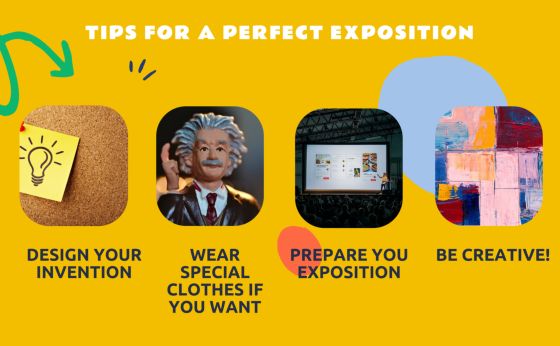 TIPS FOR A PERFECT EXPOSITION
DESIGN YOUR
INVENTION
WEAR
SPECIAL
CLOTHES IF
YOU WANT
PREPARE YOU
EXPOSITION
BE CREATIVE!